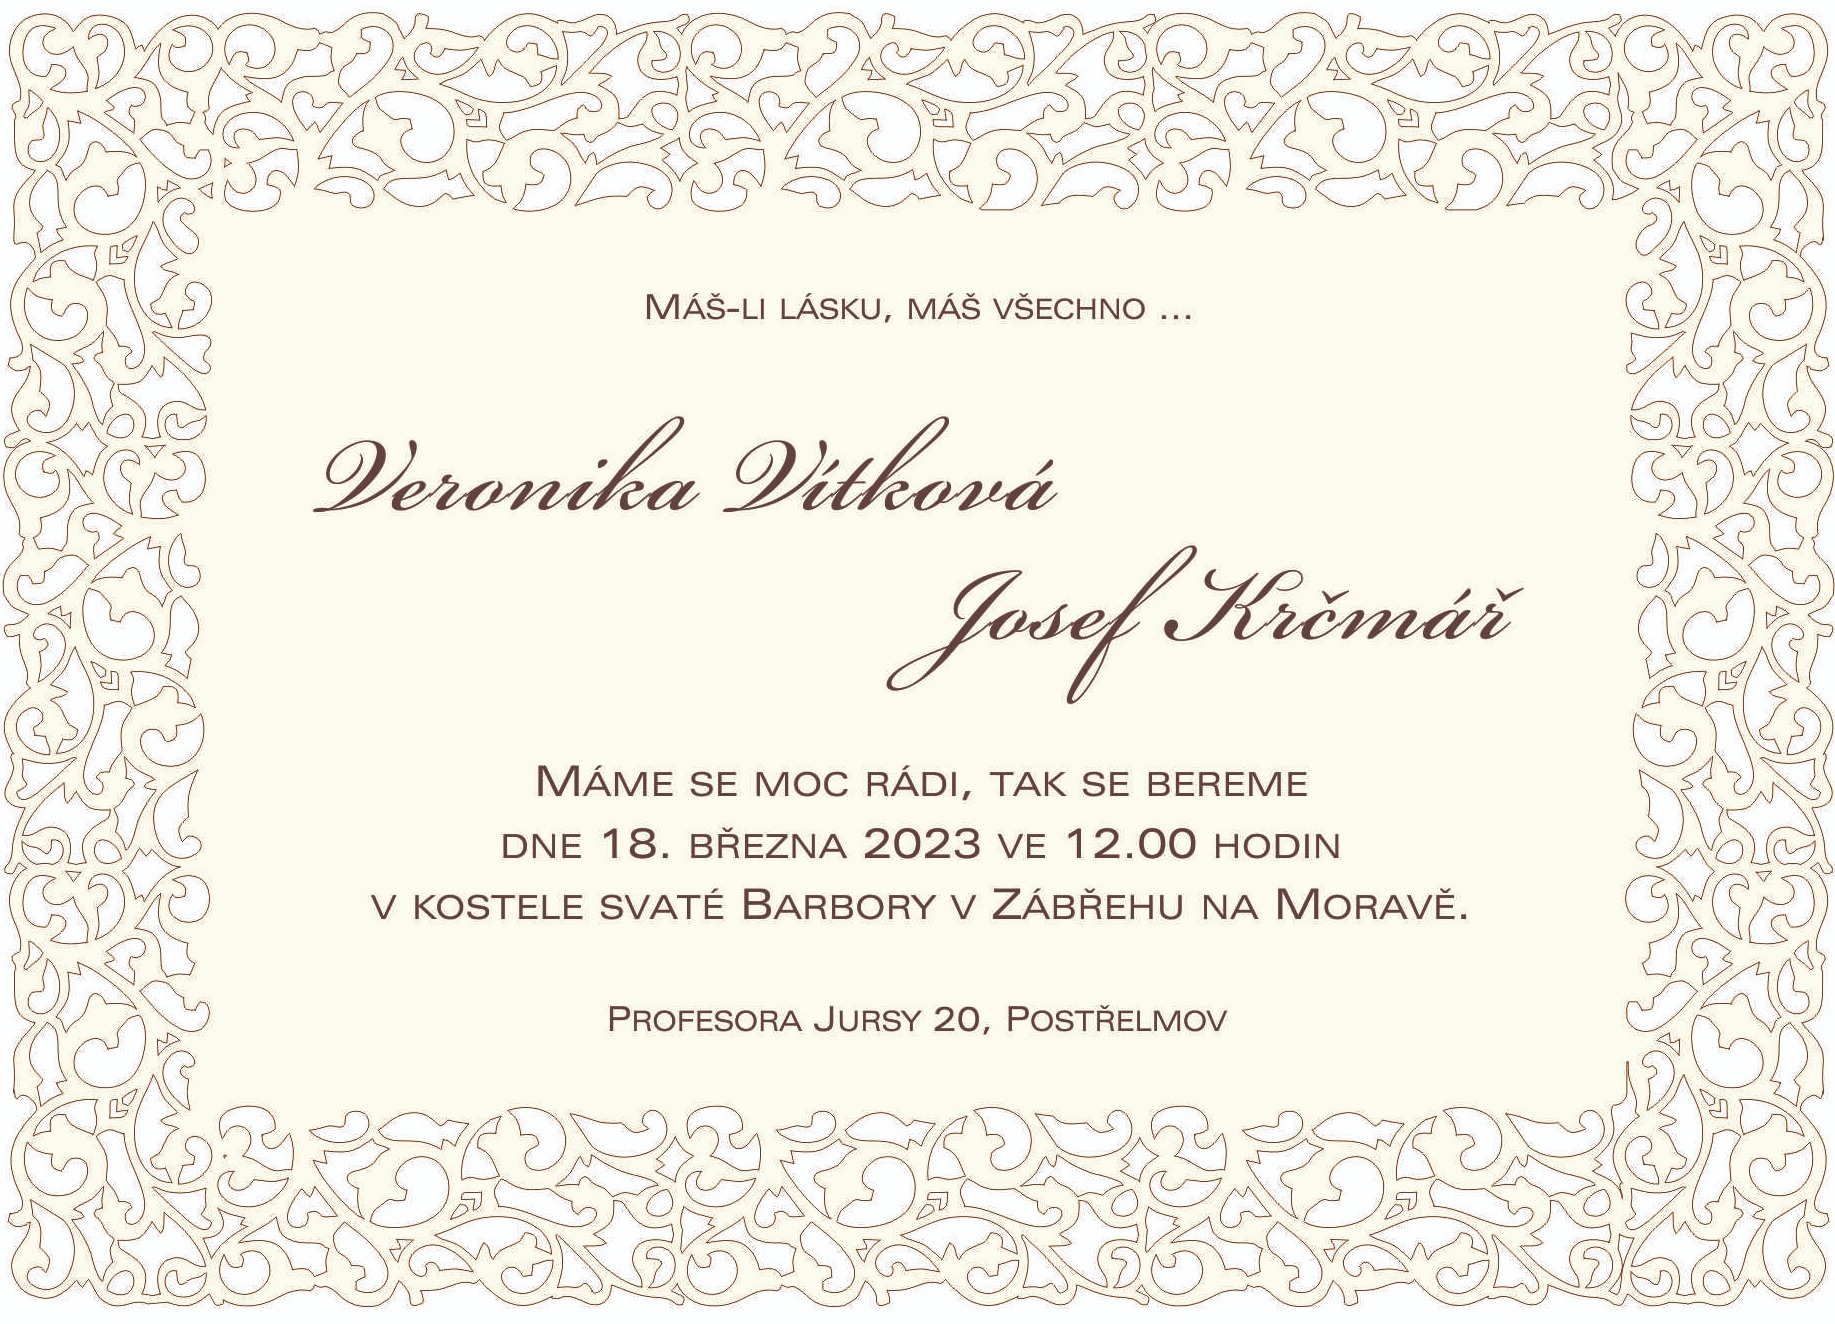 Máš-li lásku, máš všechno ...
Veronika Vítková
Josef Krčmář
Máme se moc rádi, tak se bereme
dne 18. března 2023 ve 12.00 hodin
v kostele svaté Barbory v Zábřehu na Moravě.
Profesora Jursy 20, Postřelmov